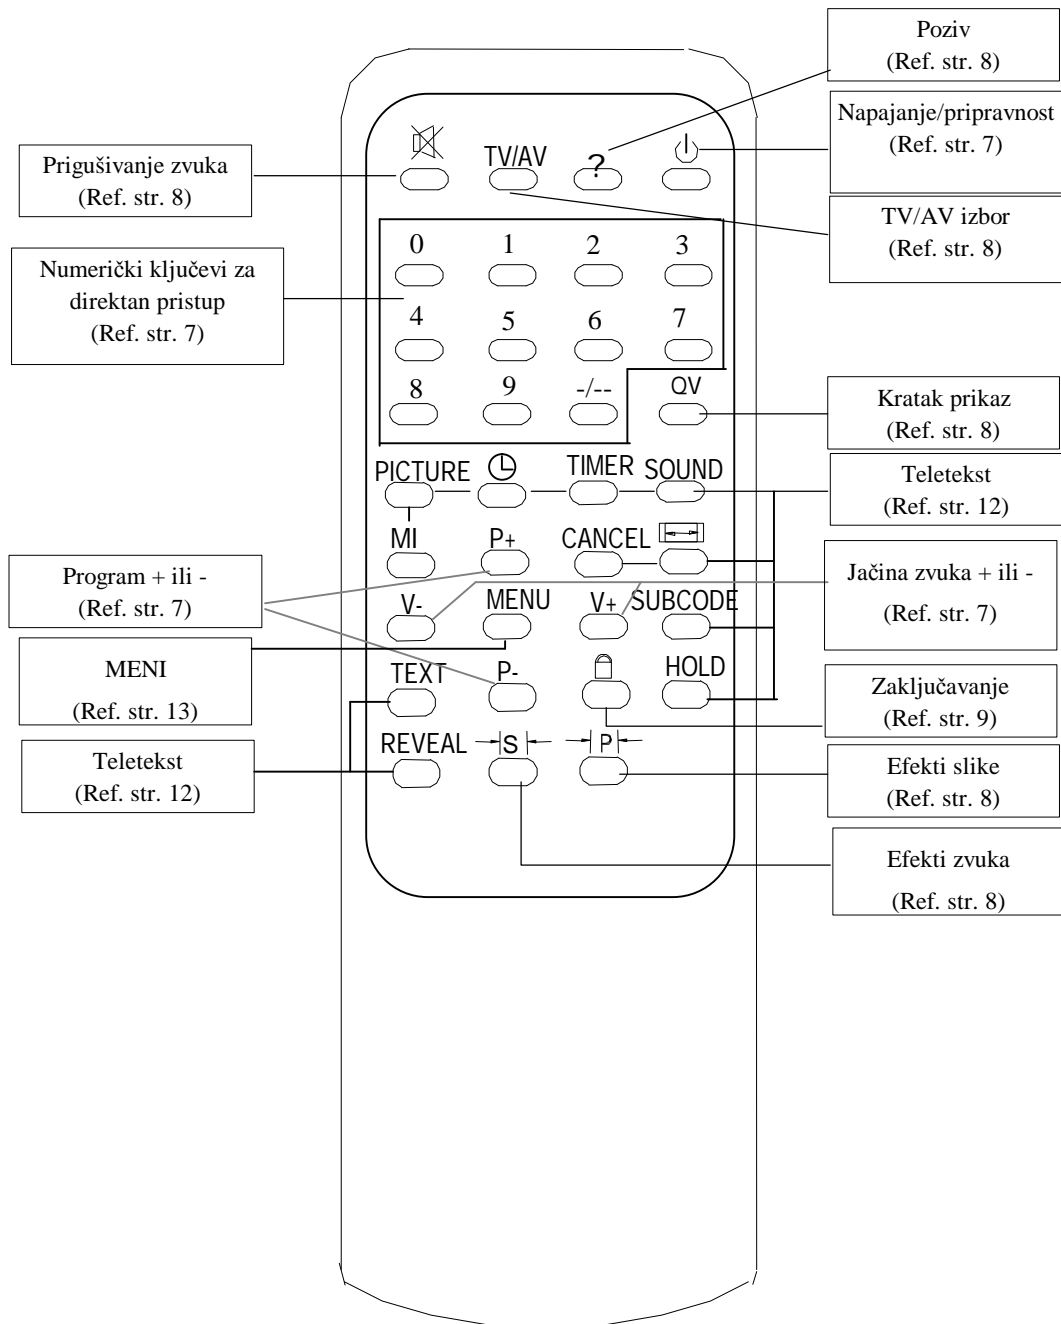 Poziv
(Ref. str. 8)
Napajanje/pripravnost
(Ref. str. 7)
Prigušivanje zvuka
(Ref. str. 8)
TV/AV
?
TV/AV izbor
(Ref. str. 8)
Numerički ključevi za
direktan pristup
(Ref. str. 7)
0 1 2 3
4 5 6 7
8 9 -/-- QV
Kratak prikaz
(Ref. str. 8)
PICTURE TIMER SOUND
Teletekst
(Ref. str. 12)
MI P+ CANCEL
Program + ili -
(Ref. str. 7)
Jačina zvuka + ili -
(Ref. str. 7)
V- MENU V+ SUBCODE
MENI
(Ref. str. 13)
TEXT P- HOLD
Zaključavanje
(Ref. str. 9)
REVEAL S P
Teletekst
(Ref. str. 12)
Efekti slike
(Ref. str. 8)
Efekti zvuka
(Ref. str. 8)